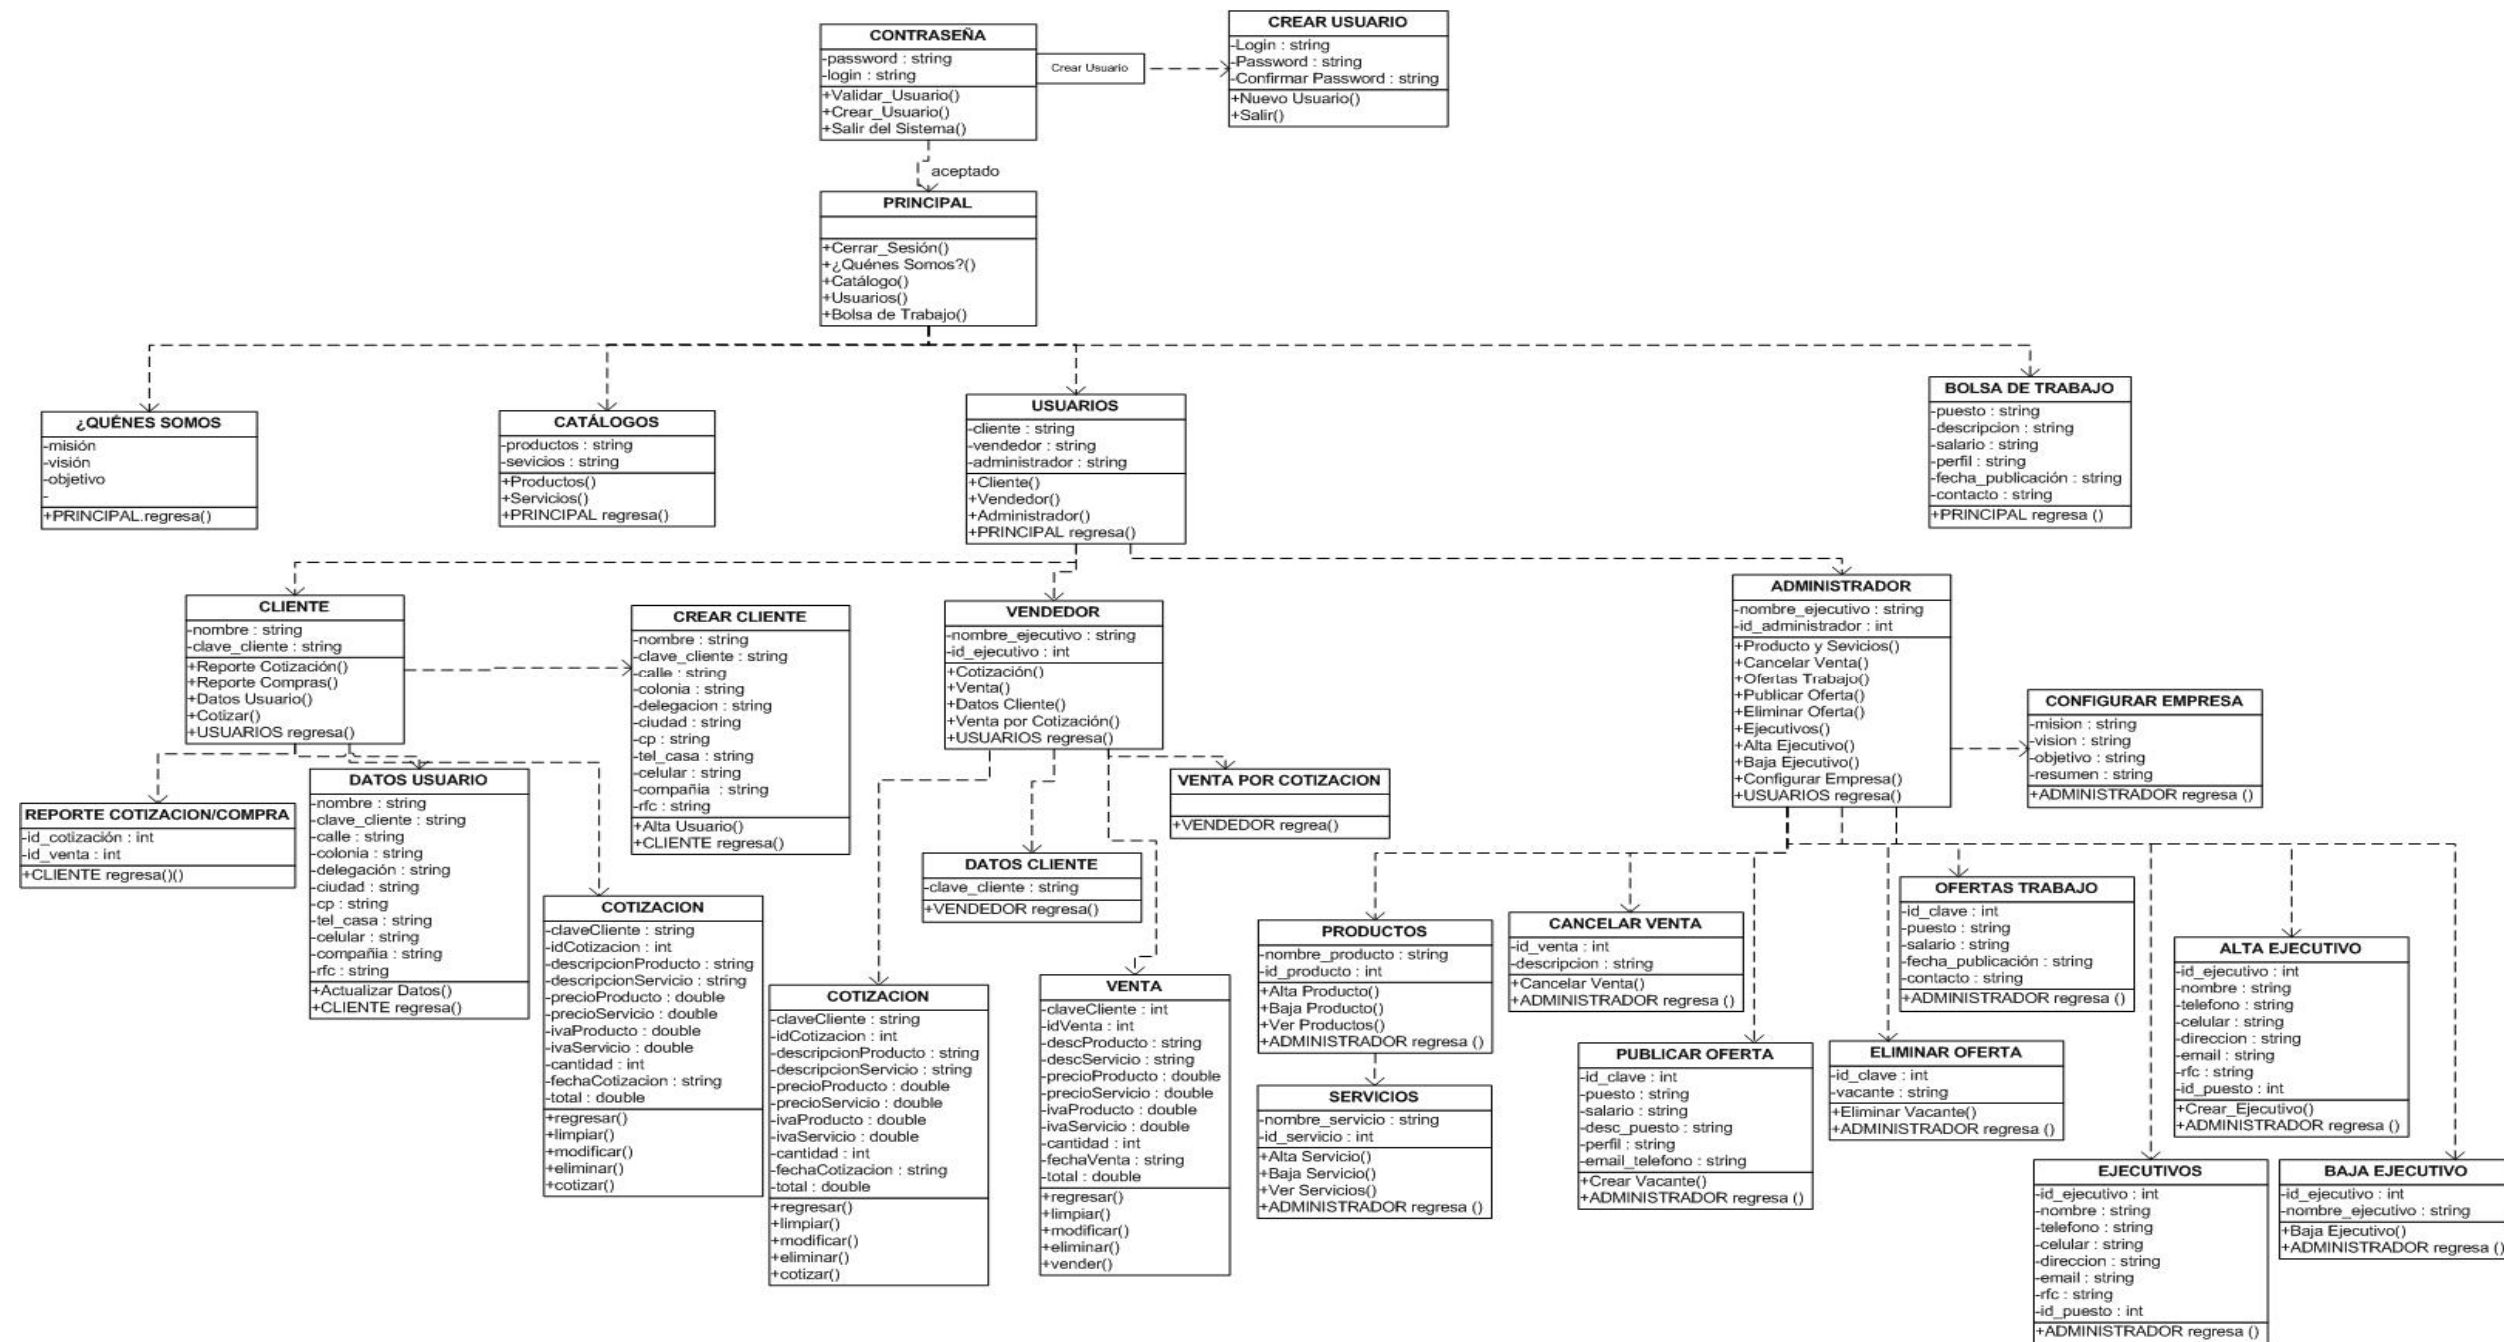 CONTRASEÑA
-password : string
-login : string
+Validar_Usuario()
+Crear_Usuario()
+Salir del Sistema()
Crear Usuario
CREAR USUARIO
-Login : string
-Password : string
-Confirmar Password : string
+Nuevo Usuario()
+Salir()
aceptado
PRINCIPAL
+Cerrar_Sesión()
+¿Quénes Somos?()
+Catálogo()
+Usuarios()
+Bolsa de Trabajo()
¿QUÉNES SOMOS
-misión
-visión
-objetivo
-
+PRINCIPAL.regresa()
CATÁLOGOS
-productos : string
-sevicios : string
+Productos()
+Servicios()
+PRINCIPAL regresa()
USUARIOS
-cliente : string
-vendedor : string
-administrador : string
+Cliente()
+Vendedor()
+Administrador()
+PRINCIPAL regresa()
BOLSA DE TRABAJO
-puesto : string
-descripcion : string
-salario : string
-perfil : string
-fecha_publicación : string
-contacto : string
+PRINCIPAL regresa ()
CLIENTE
-nombre : string
-clave_cliente : string
+Reporte Cotización()
+Reporte Compras()
+Datos Usuario()
+Cotizar()
+USUARIOS regresa()
CREAR CLIENTE
-nombre : string
-clave_cliente : string
-calle : string
-colonia : string
-delegacion : string
-ciudad : string
-cp : string
-tel_casa : string
-celular : string
-compañia : string
-rfc : string
+Alta Usuario()
+CLIENTE regresa()
VENDEDOR
-nombre_ejecutivo : string
-id_ejecutivo : int
+Cotización()
+Venta()
+Datos Cliente()
+Venta por Cotización()
+USUARIOS regresa()
ADMINISTRADOR
-nombre_ejecutivo : string
-id_administrador : int
+Producto y Sevicios()
+Cancelar Venta()
+Ofertas Trabajo()
+Publicar Oferta()
+Eliminar Oferta()
+Ejecutivos()
+Alta Ejecutivo()
+Baja Ejecutivo()
+Configurar Empresa()
+USUARIOS regresa()
CONFIGURAR EMPRESA
-mision : string
-vision : string
-objetivo : string
-resumen : string
+ADMINISTRADOR regresa ()
REPORTE COTIZACION/COMPRA
-id_cotización : int
-id_venta : int
+CLIENTE regresa()()
DATOS USUARIO
-nombre : string
-clave_cliente : string
-calle : string
-colonia : string
-delegación : string
-ciudad : string
-cp : string
-tel_casa : string
-celular : string
-compañia : string
-rfc : string
+Actualizar Datos()
+CLIENTE regresa()
COTIZACION
-claveCliente : string
-idCotizacion : int
-descripcionProducto : string
-descripcionServicio : string
-precioProducto : double
-precioServicio : double
-ivaProducto : double
-ivaServicio : double
-cantidad : int
-fechaCotizacion : string
-total : double
+regresar()
+limpiar()
+modificar()
+eliminar()
+cotizar()
COTIZACION
-claveCliente : string
-idCotizacion : int
-descripcionProducto : string
-descripcionServicio : string
-precioProducto : double
-precioServicio : double
-ivaProducto : double
-ivaServicio : double
-cantidad : int
-fechaCotizacion : string
-total : double
+regresar()
+limpiar()
+modificar()
+eliminar()
+cotizar()
DATOS CLIENTE
-clave_cliente : string
+VENDEDOR regresa()
VENTA POR COTIZACION
+VENDEDOR regrea()
VENTA
-claveCliente : int
-idVenta : int
-descProducto : string
-descServicio : string
-precioProducto : double
-precioServicio : double
-ivaProducto : double
-ivaServicio : double
-cantidad : int
-fechaVenta : string
-total : double
+regresar()
+limpiar()
+modificar()
+eliminar()
+vender()
PRODUCTOS
-nombre_producto : string
-id_producto : int
+Alta Producto()
+Baja Producto()
+Ver Productos()
+ADMINISTRADOR regresa ()
SERVICIOS
-nombre_servicio : string
-id_servicio : int
+Alta Servicio()
+Baja Servicio()
+Ver Servicios()
+ADMINISTRADOR regresa ()
CANCELAR VENTA
-id_venta : int
-descripcion : string
+Cancelar Venta()
+ADMINISTRADOR regresa ()
PUBLICAR OFERTA
-id_clave : int
-puesto : string
-salario : string
-desc_puesto : string
-perfil : string
-email_telefono : string
+Crear Vacante()
+ADMINISTRADOR regresa ()
ELIMINAR OFERTA
-id_clave : int
-vacante : string
+Eliminar Vacante()
+ADMINISTRADOR regresa ()
OFERTAS TRABAJO
-id_clave : int
-puesto : string
-salario : string
-fecha_publicación : string
-contacto : string
+ADMINISTRADOR regresa ()
ALTA EJECUTIVO
-id_ejecutivo : int
-nombre : string
-telefono : string
-celular : string
-direccion : string
-email : string
-rfc : string
-id_puesto : int
+Crear_Ejecutivo()
+ADMINISTRADOR regresa ()
EJECUTIVOS
-id_ejecutivo : int
-nombre : string
-telefono : string
-celular : string
-direccion : string
-email : string
-rfc : string
-id_puesto : int
+ADMINISTRADOR regresa ()
BAJA EJECUTIVO
-id_ejecutivo : int
-nombre_ejecutivo : string
+Baja Ejecutivo()
+ADMINISTRADOR regresa ()